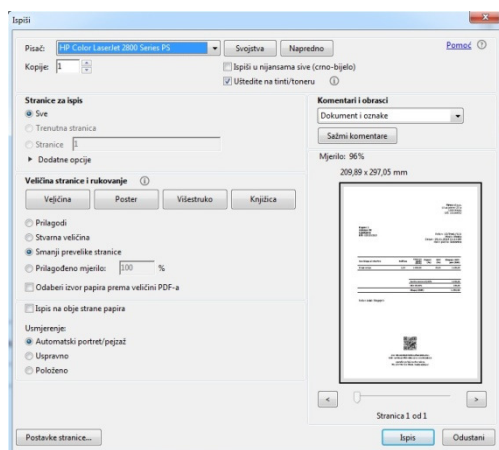 Ispiši
Pisač: HP Color LaserJet 2800 Series PS Svojstva Napredno Pomoć
Kopije: 1 Ispiši u nijansama sive (crno-bijelo)
Uštedite na tinti/toneru
Stranice za ispis
Sve
Trenutna stranica
Stranice 1
Dodatne opcije
Komentari i obrasci
Dokument i oznake
Sažmi komentare
Veličina stranice i rukovanje
Veličina Poster Višestruko Knjižica
Prilagodi
Stvarna veličina
Smanji prevelike stranice
Prilagođeno mjerilo: 100 %
Odaberi izvor papira prema veličini PDF-a
Ispis na obje strane papira
Usmjerenje:
Automatski portret/pejzaž
Uspravno
Položeno
Mjerilo: 96%
209,89 x 297,05 mm
< >
Stranica 1 od 1
Postavke stranice... Ispis Odustani